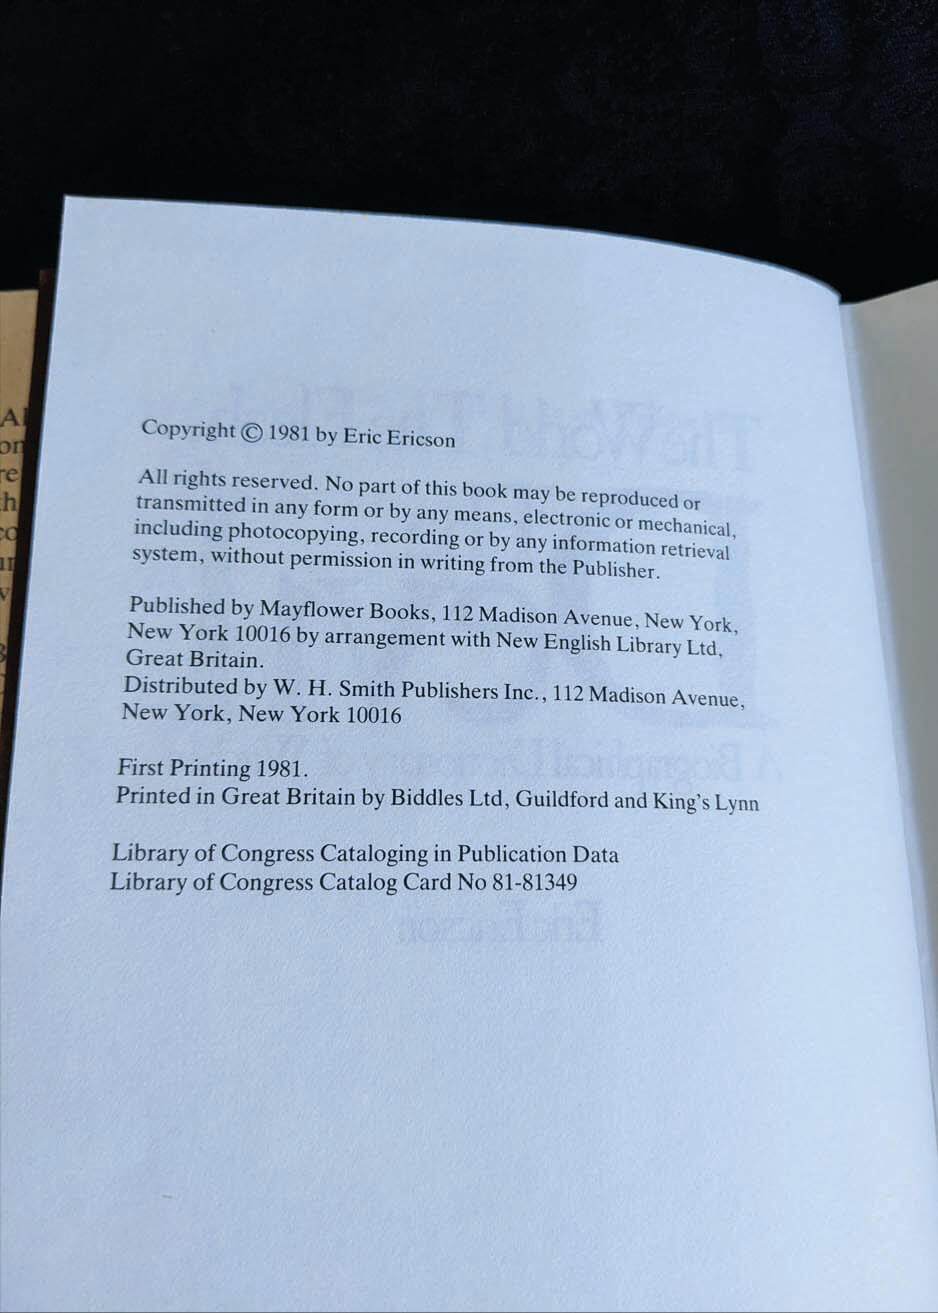 Copyright © 1981 by Eric Ericson
All rights reserved. No part of this book may be reproduced or
transmitted in any form or by any means, electronic or mechanical,
including photocopying, recording or by any information retrieval
system, without permission in writing from the Publisher.
Published by Mayflower Books, 112 Madison Avenue, New York,
New York 10016 by arrangement with New English Library Ltd,
Great Britain.
Distributed by W. H. Smith Publishers Inc., 112 Madison Avenue,
New York, New York 10016
First Printing 1981.
Printed in Great Britain by Biddles Ltd, Guildford and King's Lynn
Library of Congress Cataloging in Publication Data
Library of Congress Catalog Card No 81-81349
Eric Ericson